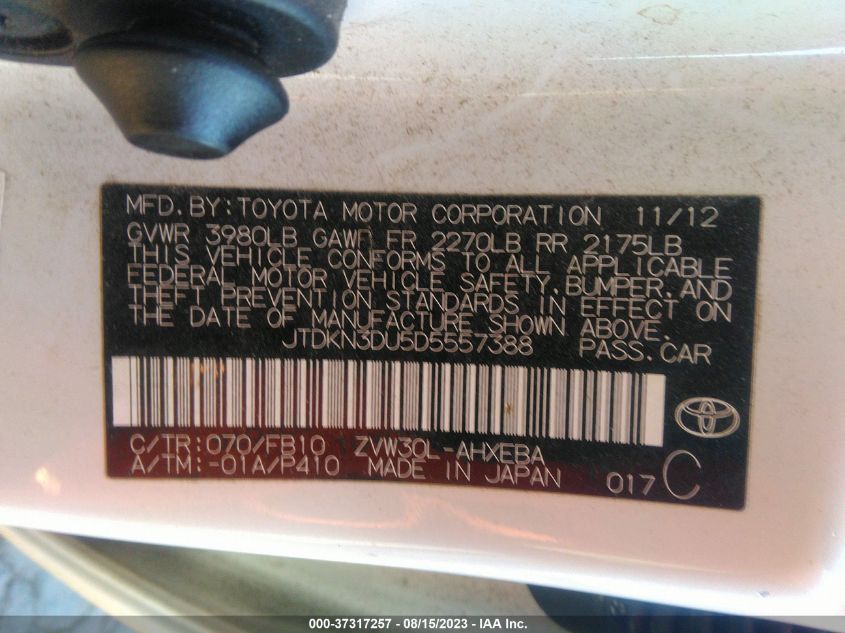 MFD. BY: TOYOTA MOTOR CORPORATION 11/12
GVWR 3980LB GAWR FR 2270LB RR 2175LB
THIS VEHICLE CONFORMS TO ALL APPLICABLE
FEDERAL MOTOR VEHICLE SAFETY, BUMPER, AND
THEFT PREVENTION STANDARDS IN EFFECT ON
THE DATE OF MANUFACTURE SHOWN ABOVE.
JTDKN3DU5D5557388 PASS. CAR
C/TR: 070/FB10 ZVW30L-AHXEBA
A/TM: -01A/P410 MADE IN JAPAN 017 C
000-37317257 - 08/15/2023 - IAA Inc.